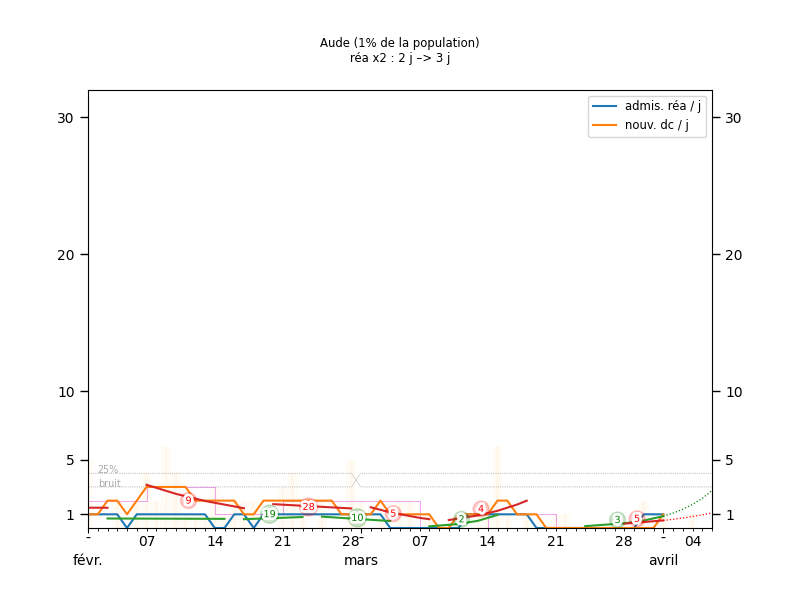 Aude (1% de la population)
réa x2 : 2 j –> 3 j
admis. réa / j
nouv. dc / j
30 30
20 20
10 10
5 5
1 1
25%
bruit
9
19
28
10
5
2
4
3
5
- 07 14 21 28 - 07 14 21 28 - 04
févr. mars avril